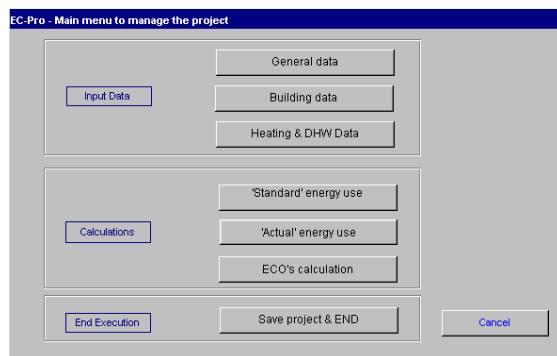 EC-Pro - Main menu to manage the project
General data
Input Data
Building data
Heating & DHW Data
'Standard' energy use
Calculations
'Actual' energy use
ECO's calculation
End Execution
Save project & END
Cancel